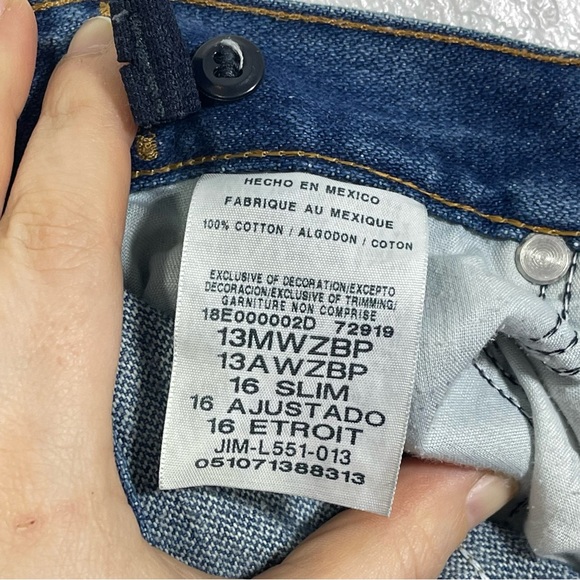 HECHO EN MEXICO
FABRIQUE AU MEXIQUE
100% COTTON / ALGODON / COTON
EXCLUSIVE OF DECORATION/EXCEPTO
DECORACION/EXCLUSIVE OF TRIMMING/
GARNITURE NON COMPRISE
18E000002D 72919
13MWZBP
13AWZBP
16 SLIM
16 AJUSTADO
16 ETROIT
JIM-L551-013
051071388313